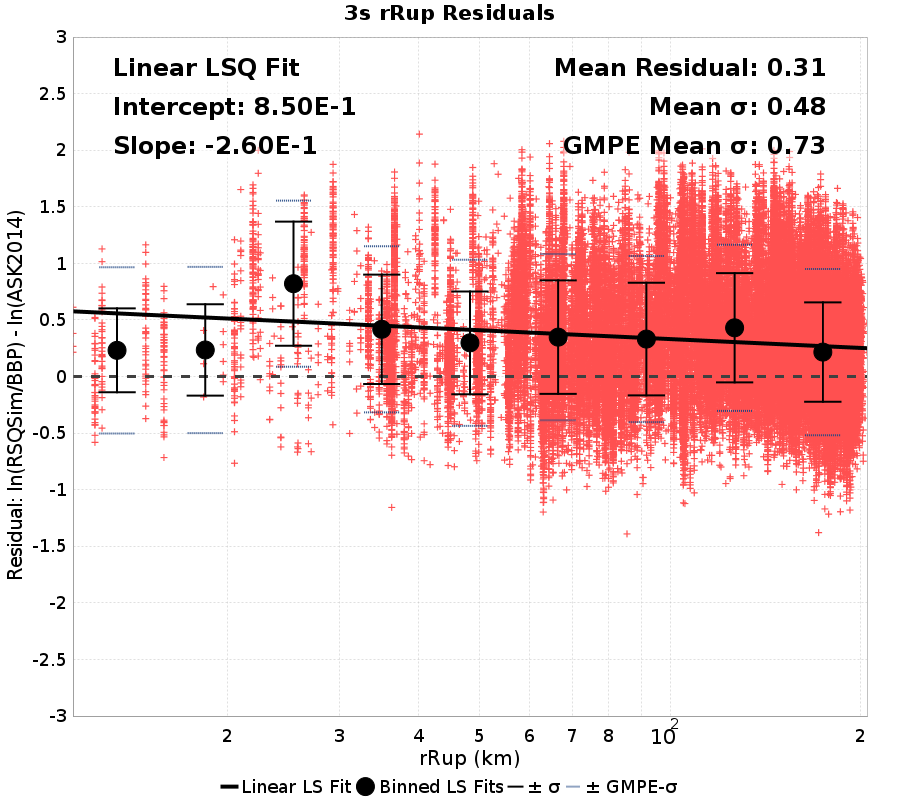 3s rRup Residuals
Linear LSQ Fit
Intercept: 8.50E-1
Slope: -2.60E-1
Mean Residual: 0.31
Mean σ: 0.48
GMPE Mean σ: 0.73
Residual: ln(RSQSim/BBP) - ln(ASK2014)
3
2.5
2
1.5
1
0.5
0
-0.5
-1
-1.5
-2
-2.5
-3
2 3 4 5 6 7 8 10² 2
rRup (km)
Linear LS Fit Binned LS Fits ± σ ± GMPE-σ